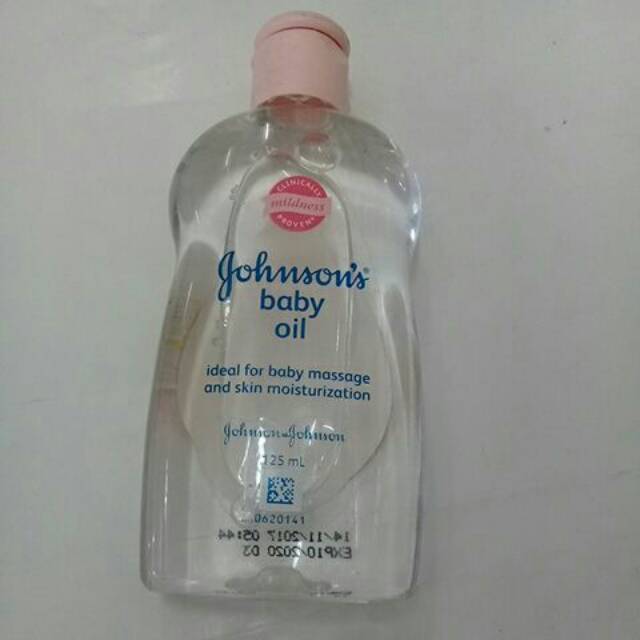 CLINICALLY
mildness
PROVEN
Johnson's®
baby
oil
ideal for baby massage
and skin moisturization
Johnson & Johnson
125 mL
0620141
14/11/2017 05:44
EXP10/2020 D2